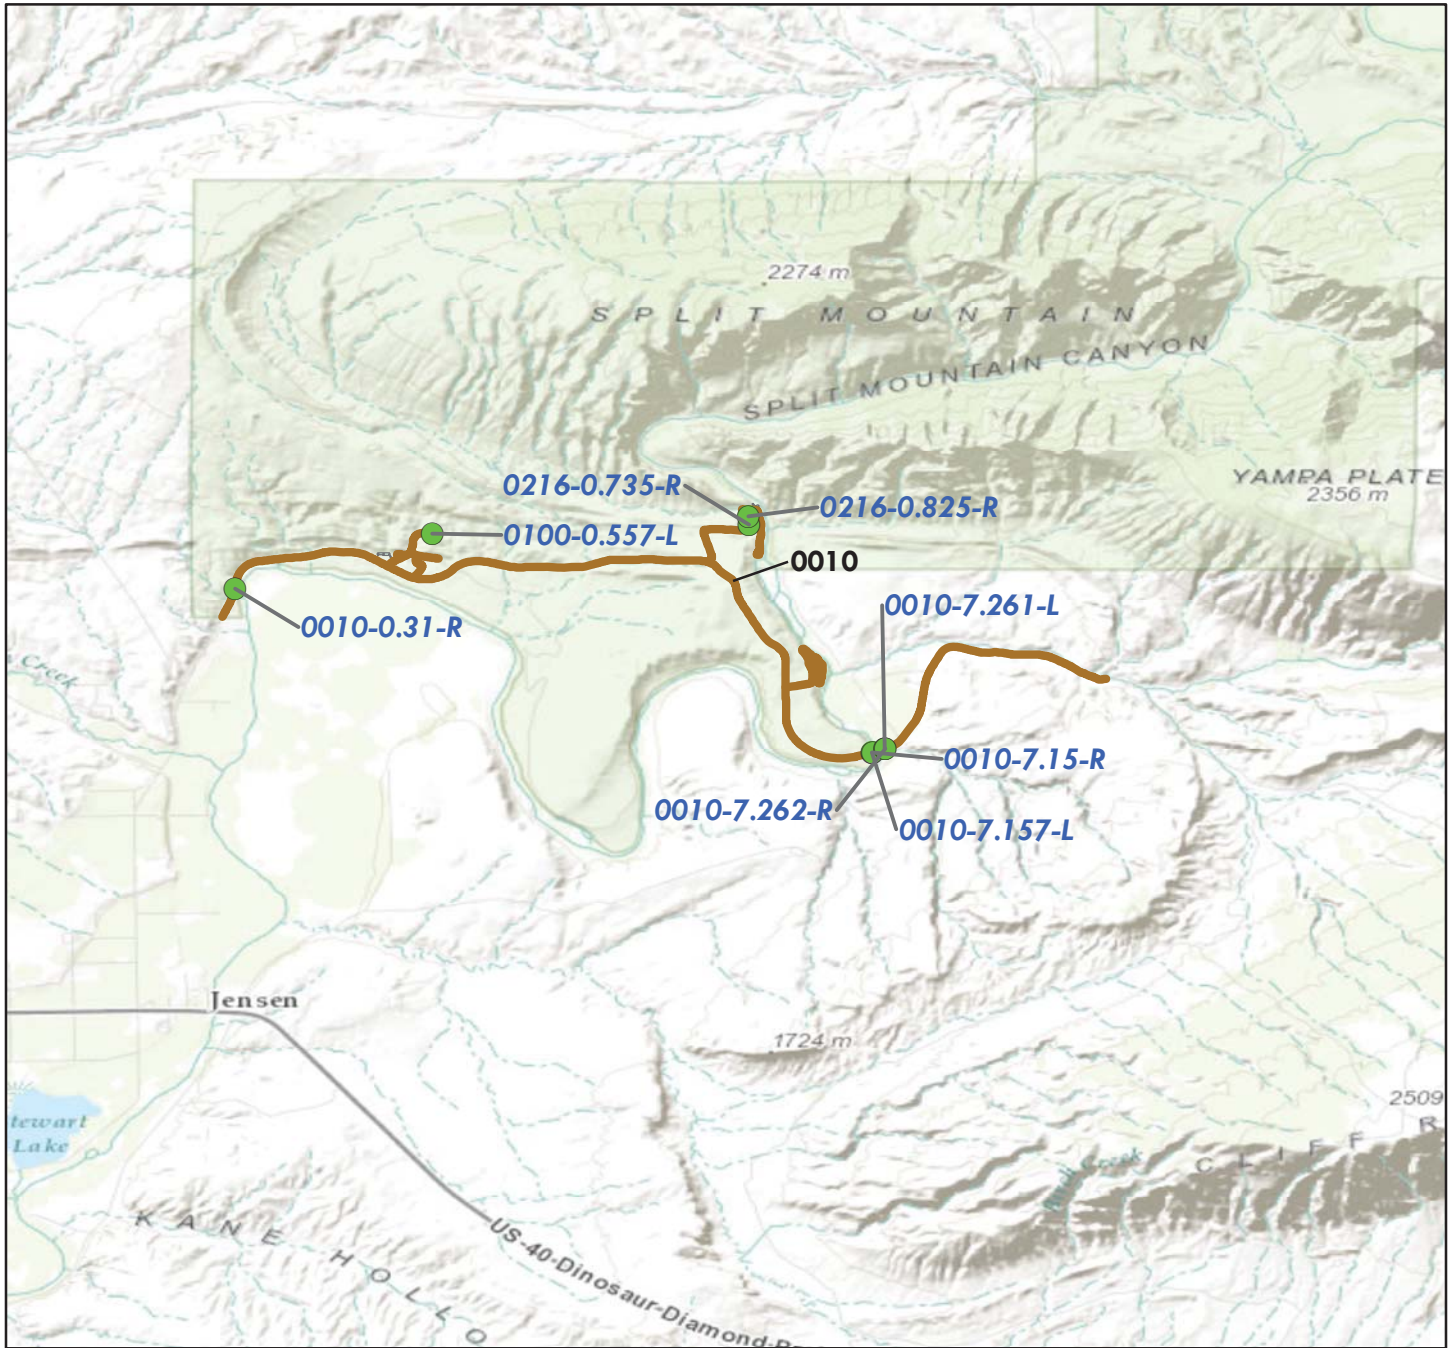 2274 m
SPLIT MOUNTAIN
SPLIT MOUNTAIN CANYON
YAMPA PLATE
2356 m
0216-0.735-R
0216-0.825-R
0100-0.557-L
0010
0010-7.261-L
0010-0.31-R
Creek
0010-7.15-R
0010-7.262-R
0010-7.157-L
Jensen
1724 m
2509
tewart
Lake
CLIFF R
Creek
KANE HOLLO
US-40-Dinosaur-Diamond-